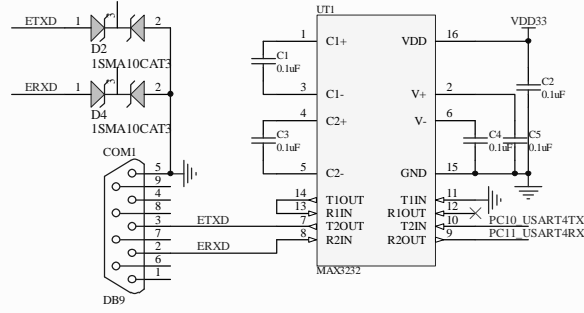 ETXD 1 3 2
D2
1SMA10CAT3
ERXD 1 3 2
D4
1SMA10CAT3
COM1
5
9
4
8
3 ETXD
7
2 ERXD
6
1
DB9
UT1
1 C1+ VDD 16 VDD33
C1
0.1uF
3 C1- V+ 2
C2
0.1uF
4 C2+ V- 6
C3
0.1uF
C4
0.1uF
C5
0.1uF
5 C2- GND 15
14 T1OUT T1IN 11
13 R1IN R1OUT 12
7 T2OUT T2IN 10 PC10_USART4TX
8 R2IN R2OUT 9 PC11_USART4RX
MAX3232